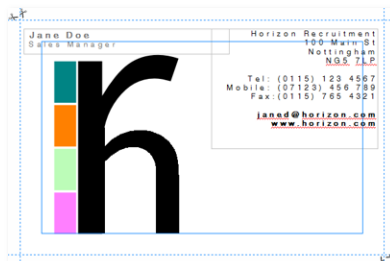 Jane Doe
Sales Manager
Horizon Recruitment
100 Main St
Nottingham
NG5 7LP
Tel: (0115) 123 4567
Mobile: (07123) 456 789
Fax:(0115) 765 4321
janed@horizon.com
www.horizon.com
h